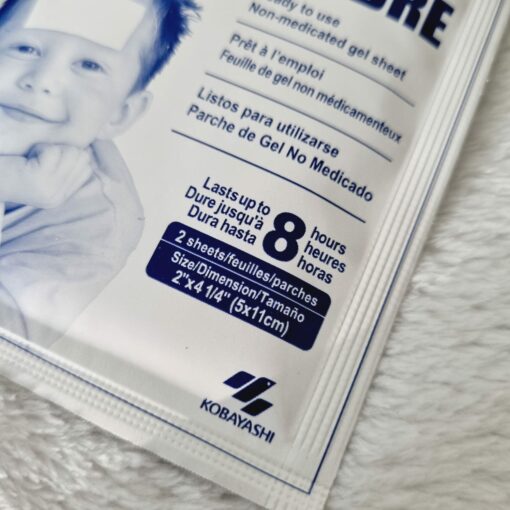 Ready to use
Non-medicated gel sheet
Prêt à l'emploi
Feuille de gel non médicamenteux
Listos para utilizarse
Parche de Gel No Medicado
Lasts up to
Dure jusqu'à
Dura hasta
8
hours
heures
horas
2 sheets/feuilles/parches
Size/Dimension/Tamaño
2"x4 1/4" (5x11cm)
KOBAYASHI